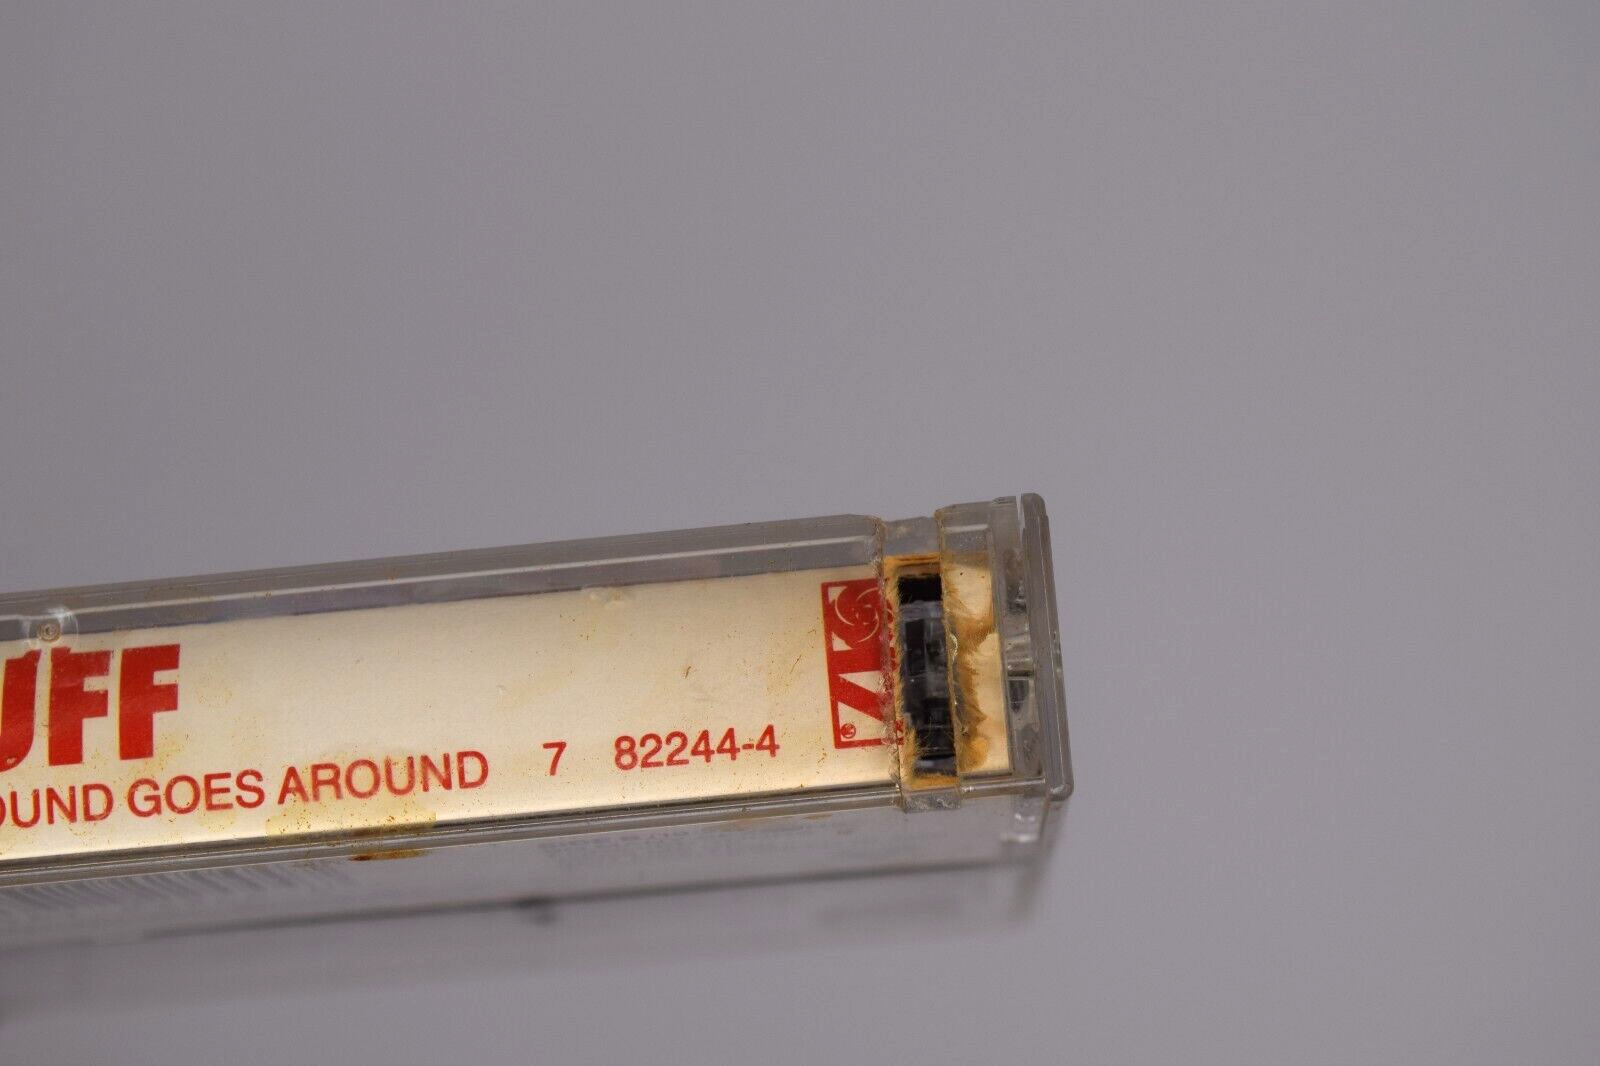 UFF
OUND GOES AROUND 7 82244-4